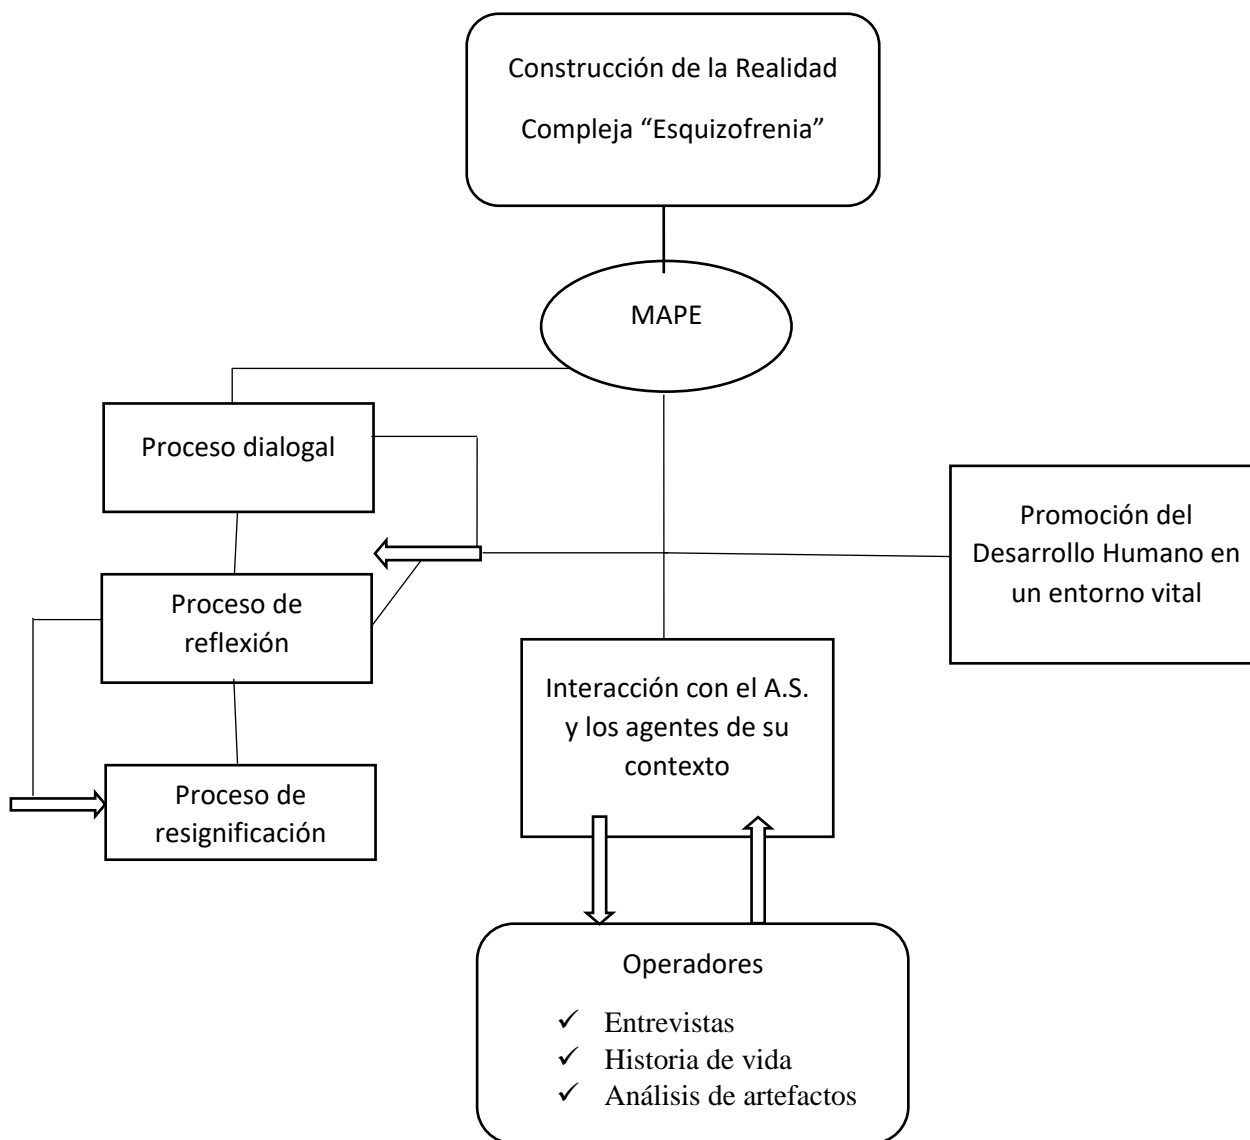 Construcción de la Realidad
Compleja “Esquizofrenia”
MAPE
Proceso dialogal
Proceso de
reflexión
Proceso de
resignificación
Promoción del
Desarrollo Humano en
un entorno vital
Interacción con el A.S.
y los agentes de su
contexto
Operadores
✓ Entrevistas
✓ Historia de vida
✓ Análisis de artefactos